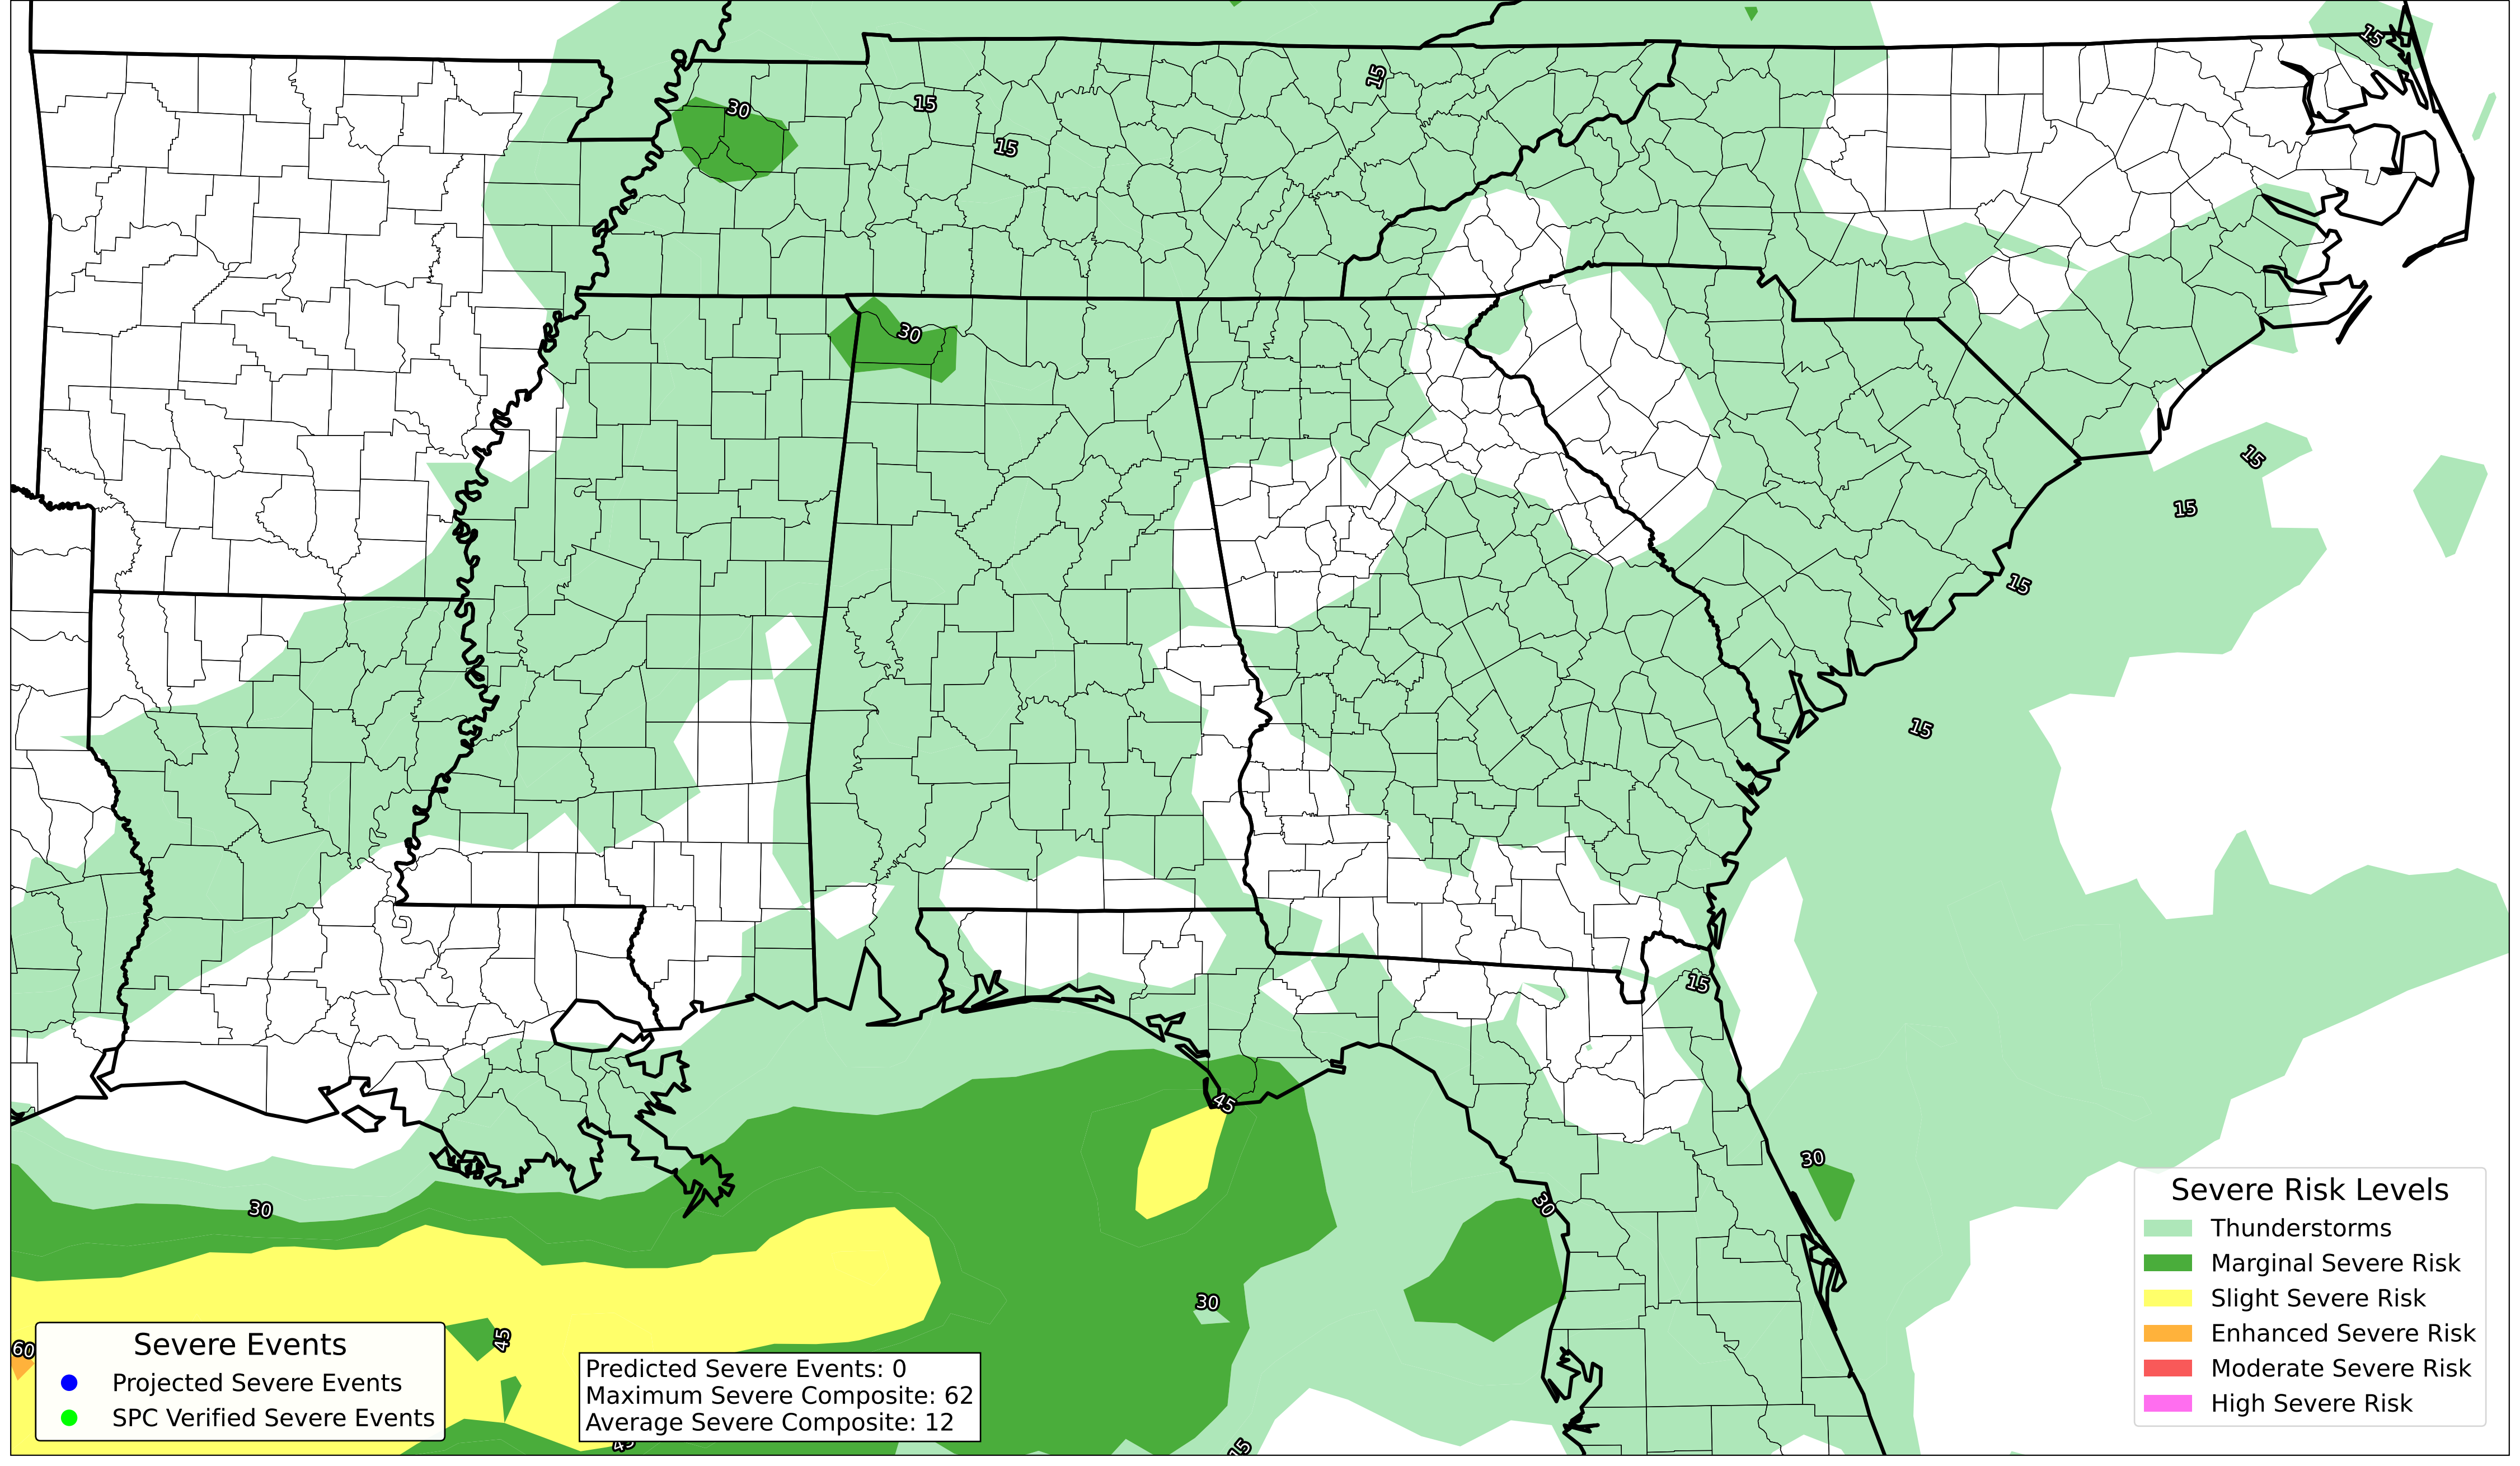 15
15
30
15
15
30
15
15
15
15
15
45
30
30
30
30
45
60
45
15
Severe Risk Levels
Thunderstorms
Marginal Severe Risk
Slight Severe Risk
Enhanced Severe Risk
Moderate Severe Risk
High Severe Risk
Severe Events
Projected Severe Events
SPC Verified Severe Events
Predicted Severe Events: 0
Maximum Severe Composite: 62
Average Severe Composite: 12